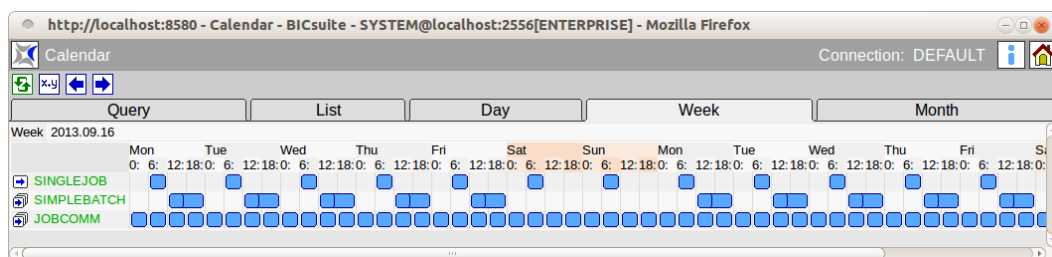 http://localhost:8580 - Calendar - BICsuite - SYSTEM@localhost:2556[ENTERPRISE] - Mozilla Firefox
Calendar Connection: DEFAULT
x.y
Query List Day Week Month
Week 2013.09.16
Mon Tue Wed Thu Fri Sat Sun Mon Tue Wed Thu Fri Sa
0: 6: 12:18:0: 6: 12:18:0: 6: 12:18:0: 6: 12:18:0: 6: 12:18:0: 6: 12:18:0: 6: 12:18:0: 6: 12:18:0: 6: 12:18:0: 6: 12:18:0: 6: 12:18:0: 6: 12:18:0:
SINGLEJOB
SIMPLEBATCH
JOBCOMM